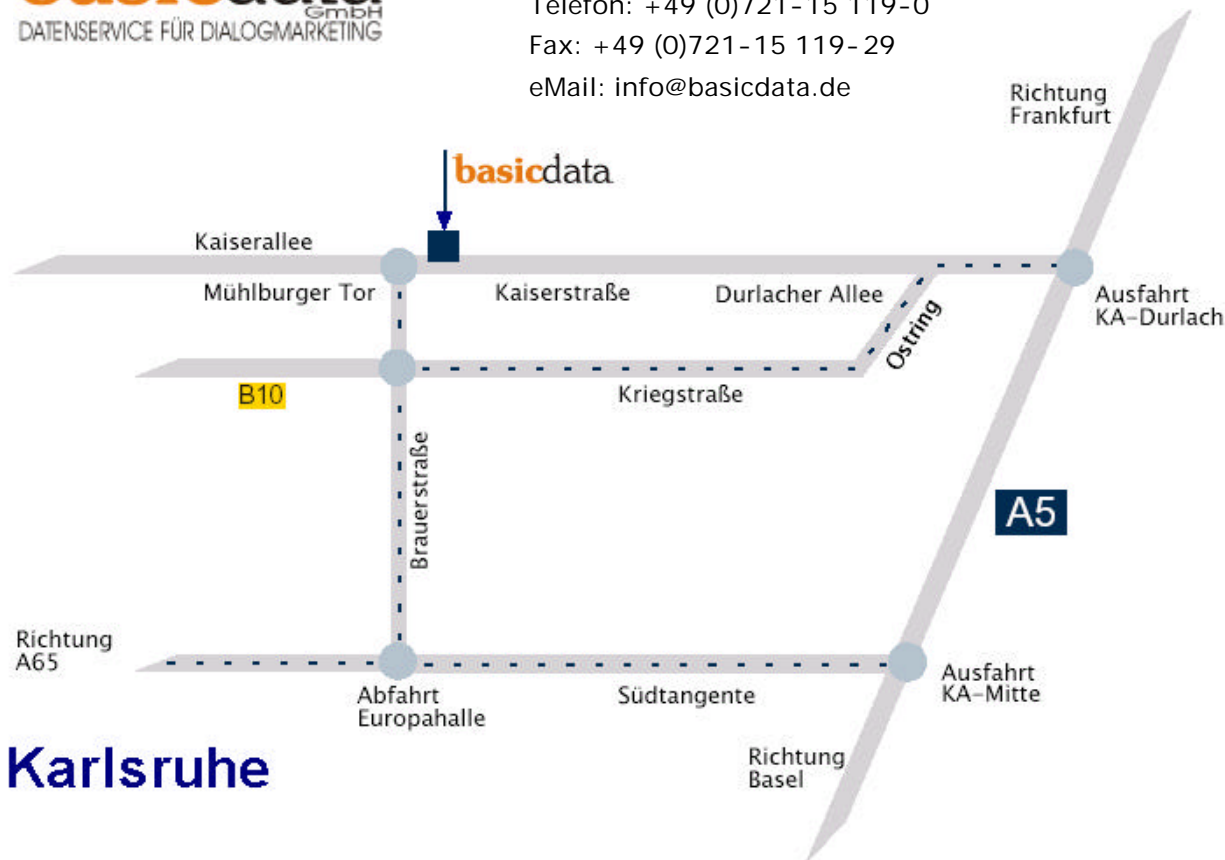 basicdata
GmbH
DATENSERVICE FÜR DIALOGMARKETING
Telefon: +49 (0)721-15 119-0
Fax: +49 (0)721-15 119-29
eMail: info@basicdata.de
Richtung
Frankfurt
basicdata
Kaiserallee
Mühlburger Tor
Kaiserstraße
Durlacher Allee
Ostring
Ausfahrt
KA-Durlach
B10
Kriegstraße
Brauerstraße
A5
Richtung
A65
Abfahrt
Europahalle
Südtangente
Ausfahrt
KA-Mitte
Richtung
Basel
Karlsruhe